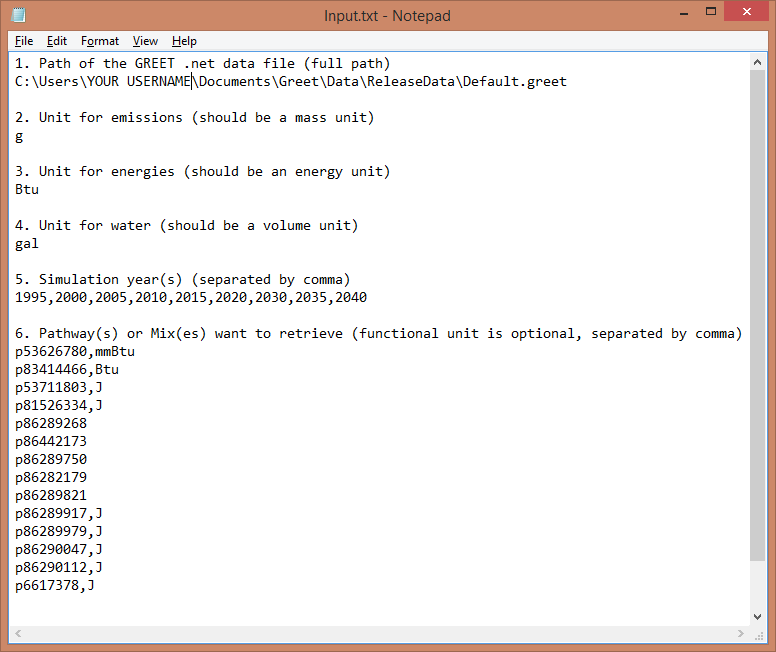 Input.txt - Notepad
File Edit Format View Help
1. Path of the GREET .net data file (full path)
C:\Users\YOUR USERNAME\Documents\Greet\Data\ReleaseData\Default.greet
2. Unit for emissions (should be a mass unit)
g
3. Unit for energies (should be an energy unit)
Btu
4. Unit for water (should be a volume unit)
gal
5. Simulation year(s) (separated by comma)
1995,2000,2005,2010,2015,2020,2030,2035,2040
6. Pathway(s) or Mix(es) want to retrieve (functional unit is optional, separated by comma)
p53626780,mmBtu
p83414466,Btu
p53711803,J
p81526334,J
p86289268
p86442173
p86289750
p86282179
p86289821
p86289917,J
p86289979,J
p86290047,J
p86290112,J
p6617378,J